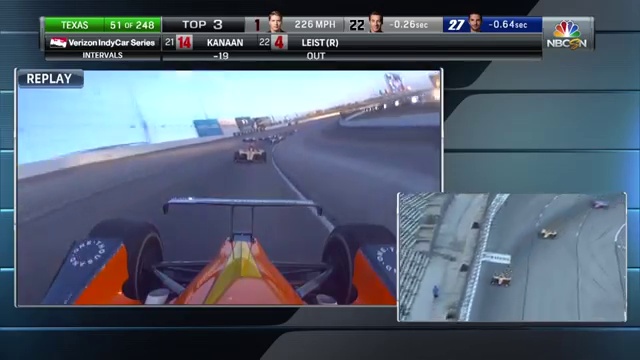 TEXAS 51 OF 248 TOP 3 1 226 MPH 22 -0.26sec 27 -0.64sec
Verizon IndyCar Series 21 14 KANAAN 22 4 LEIST(R) NBCSN
INTERVALS -19 OUT
REPLAY